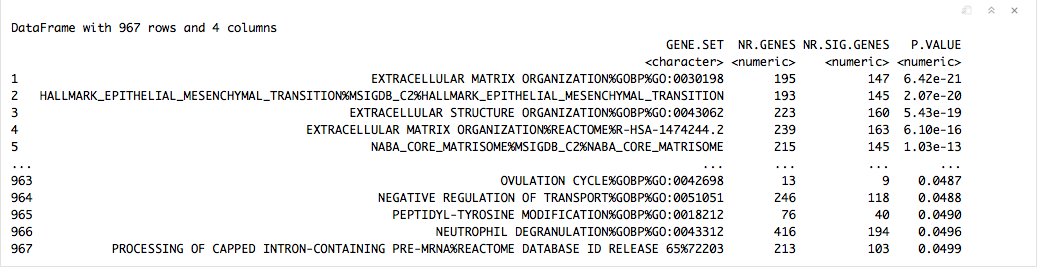 DataFrame with 967 rows and 4 columns
GENE.SET NR.GENES NR.SIG.GENES P.VALUE
<character> <numeric> <numeric> <numeric>
1 EXTRACELLULAR MATRIX ORGANIZATION%GOBP%GO:0030198 195 147 6.42e-21
2 HALLMARK_EPITHELIAL_MESENCHYMAL_TRANSITION%MSIGDB_C2%HALLMARK_EPITHELIAL_MESENCHYMAL_TRANSITION 193 145 2.07e-20
3 EXTRACELLULAR STRUCTURE ORGANIZATION%GOBP%GO:0043062 223 160 5.43e-19
4 EXTRACELLULAR MATRIX ORGANIZATION%REACTOME%R-HSA-1474244.2 239 163 6.10e-16
5 NABA_CORE_MATRISOME%MSIGDB_C2%NABA_CORE_MATRISOME 215 145 1.03e-13
... ... ... ... ...
963 OVULATION CYCLE%GOBP%GO:0042698 13 9 0.0487
964 NEGATIVE REGULATION OF TRANSPORT%GOBP%GO:0051051 246 118 0.0488
965 PEPTIDYL-TYROSINE MODIFICATION%GOBP%GO:0018212 76 40 0.0490
966 NEUTROPHIL DEGRANULATION%GOBP%GO:0043312 416 194 0.0496
967 PROCESSING OF CAPPED INTRON-CONTAINING PRE-MRNA%REACTOME DATABASE ID RELEASE 65%72203 213 103 0.0499